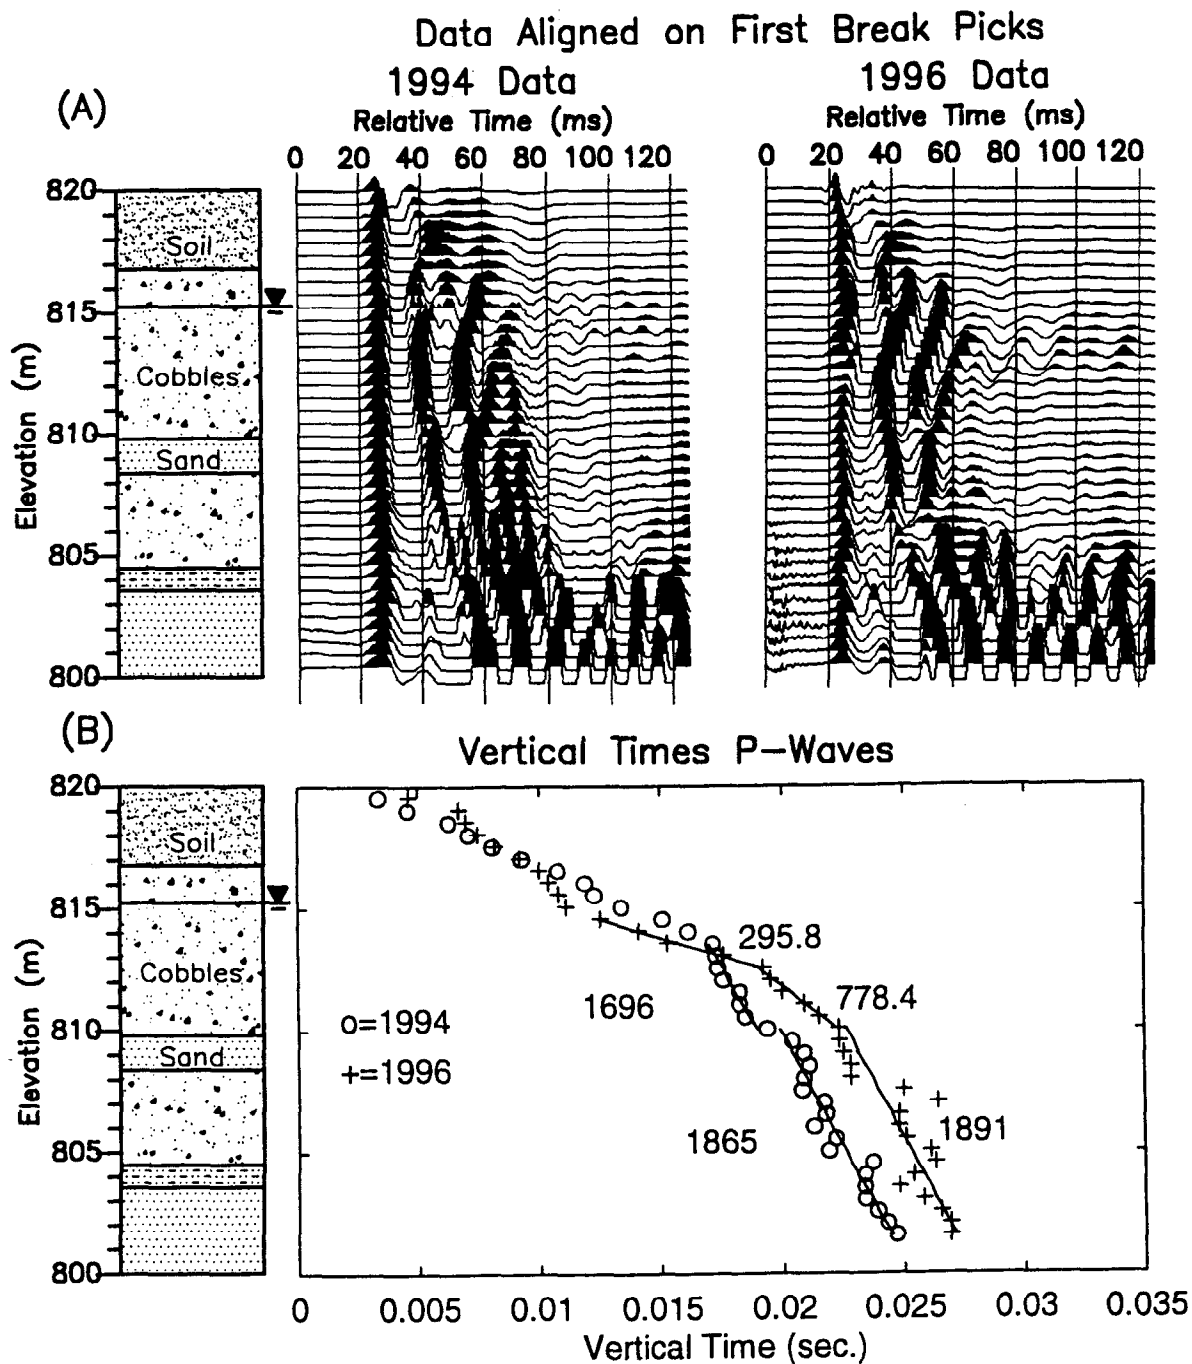 Data Aligned on First Break Picks
1994 Data
1996 Data
(A)
Relative Time (ms)
Relative Time (ms)
0 20 40 60 80 100 120
0 20 40 60 80 100 120
Elevation (m)
820
815
810
805
800
Soil
Cobbles
Sand
(B)
Vertical Times P-Waves
Elevation (m)
820
815
810
805
800
Soil
Cobbles
Sand
295.8
778.4
1696
o=1994
+=1996
1865
1891
0 0.005 0.01 0.015 0.02 0.025 0.03 0.035
Vertical Time (sec.)